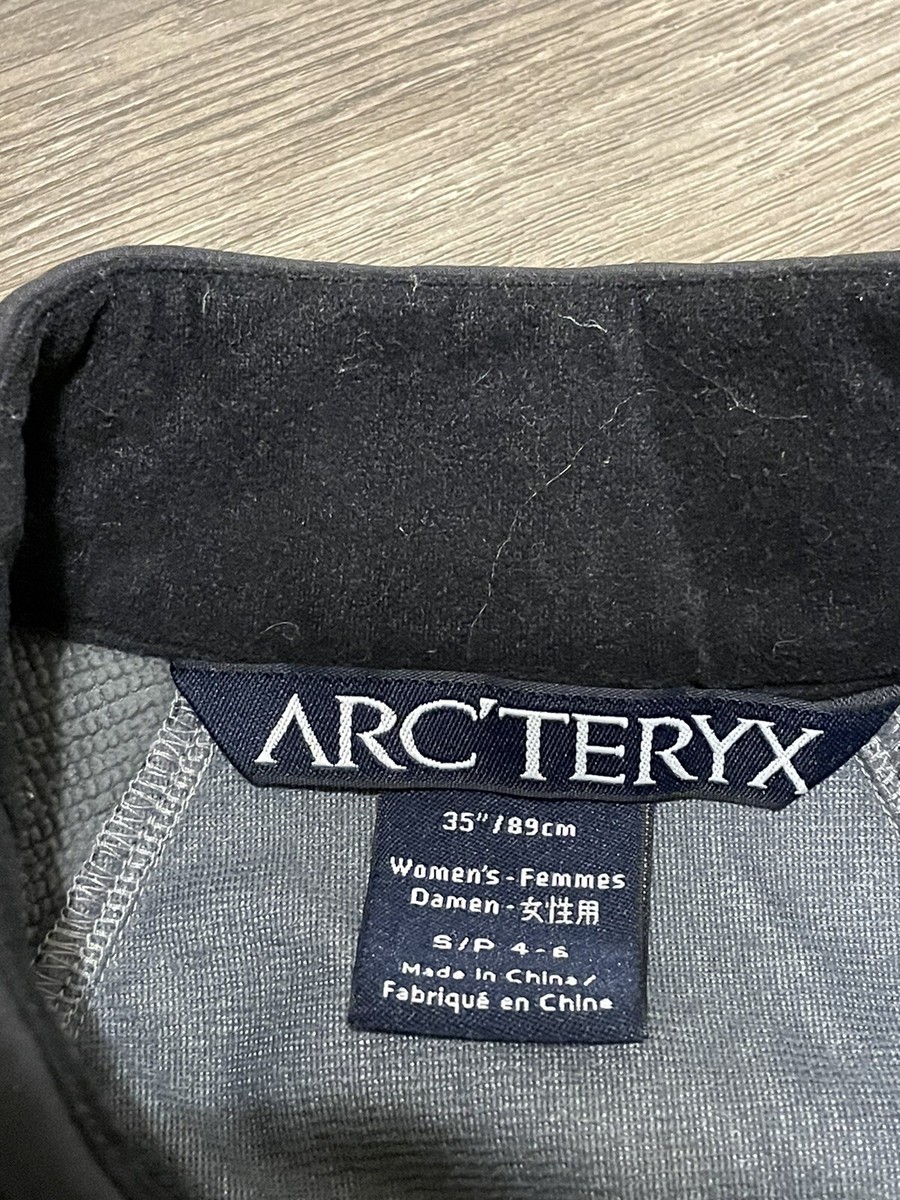 ARC'TERYX
35"/89cm
Women's-Femmes
Damen-女性用
S/P 4-6
Made in China/
Fabriqué en Chine